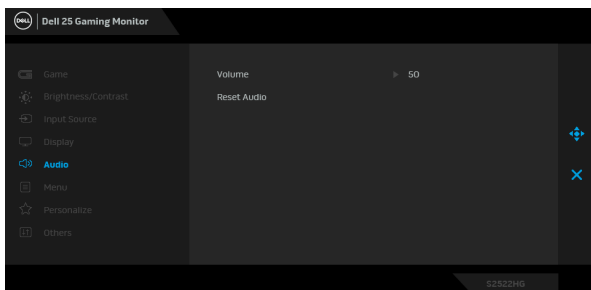 DELL
Dell 25 Gaming Monitor
Game
Volume
50
Brightness/Contrast
Reset Audio
Input Source
Display
Audio
Menu
Personalize
Others
S2522HG